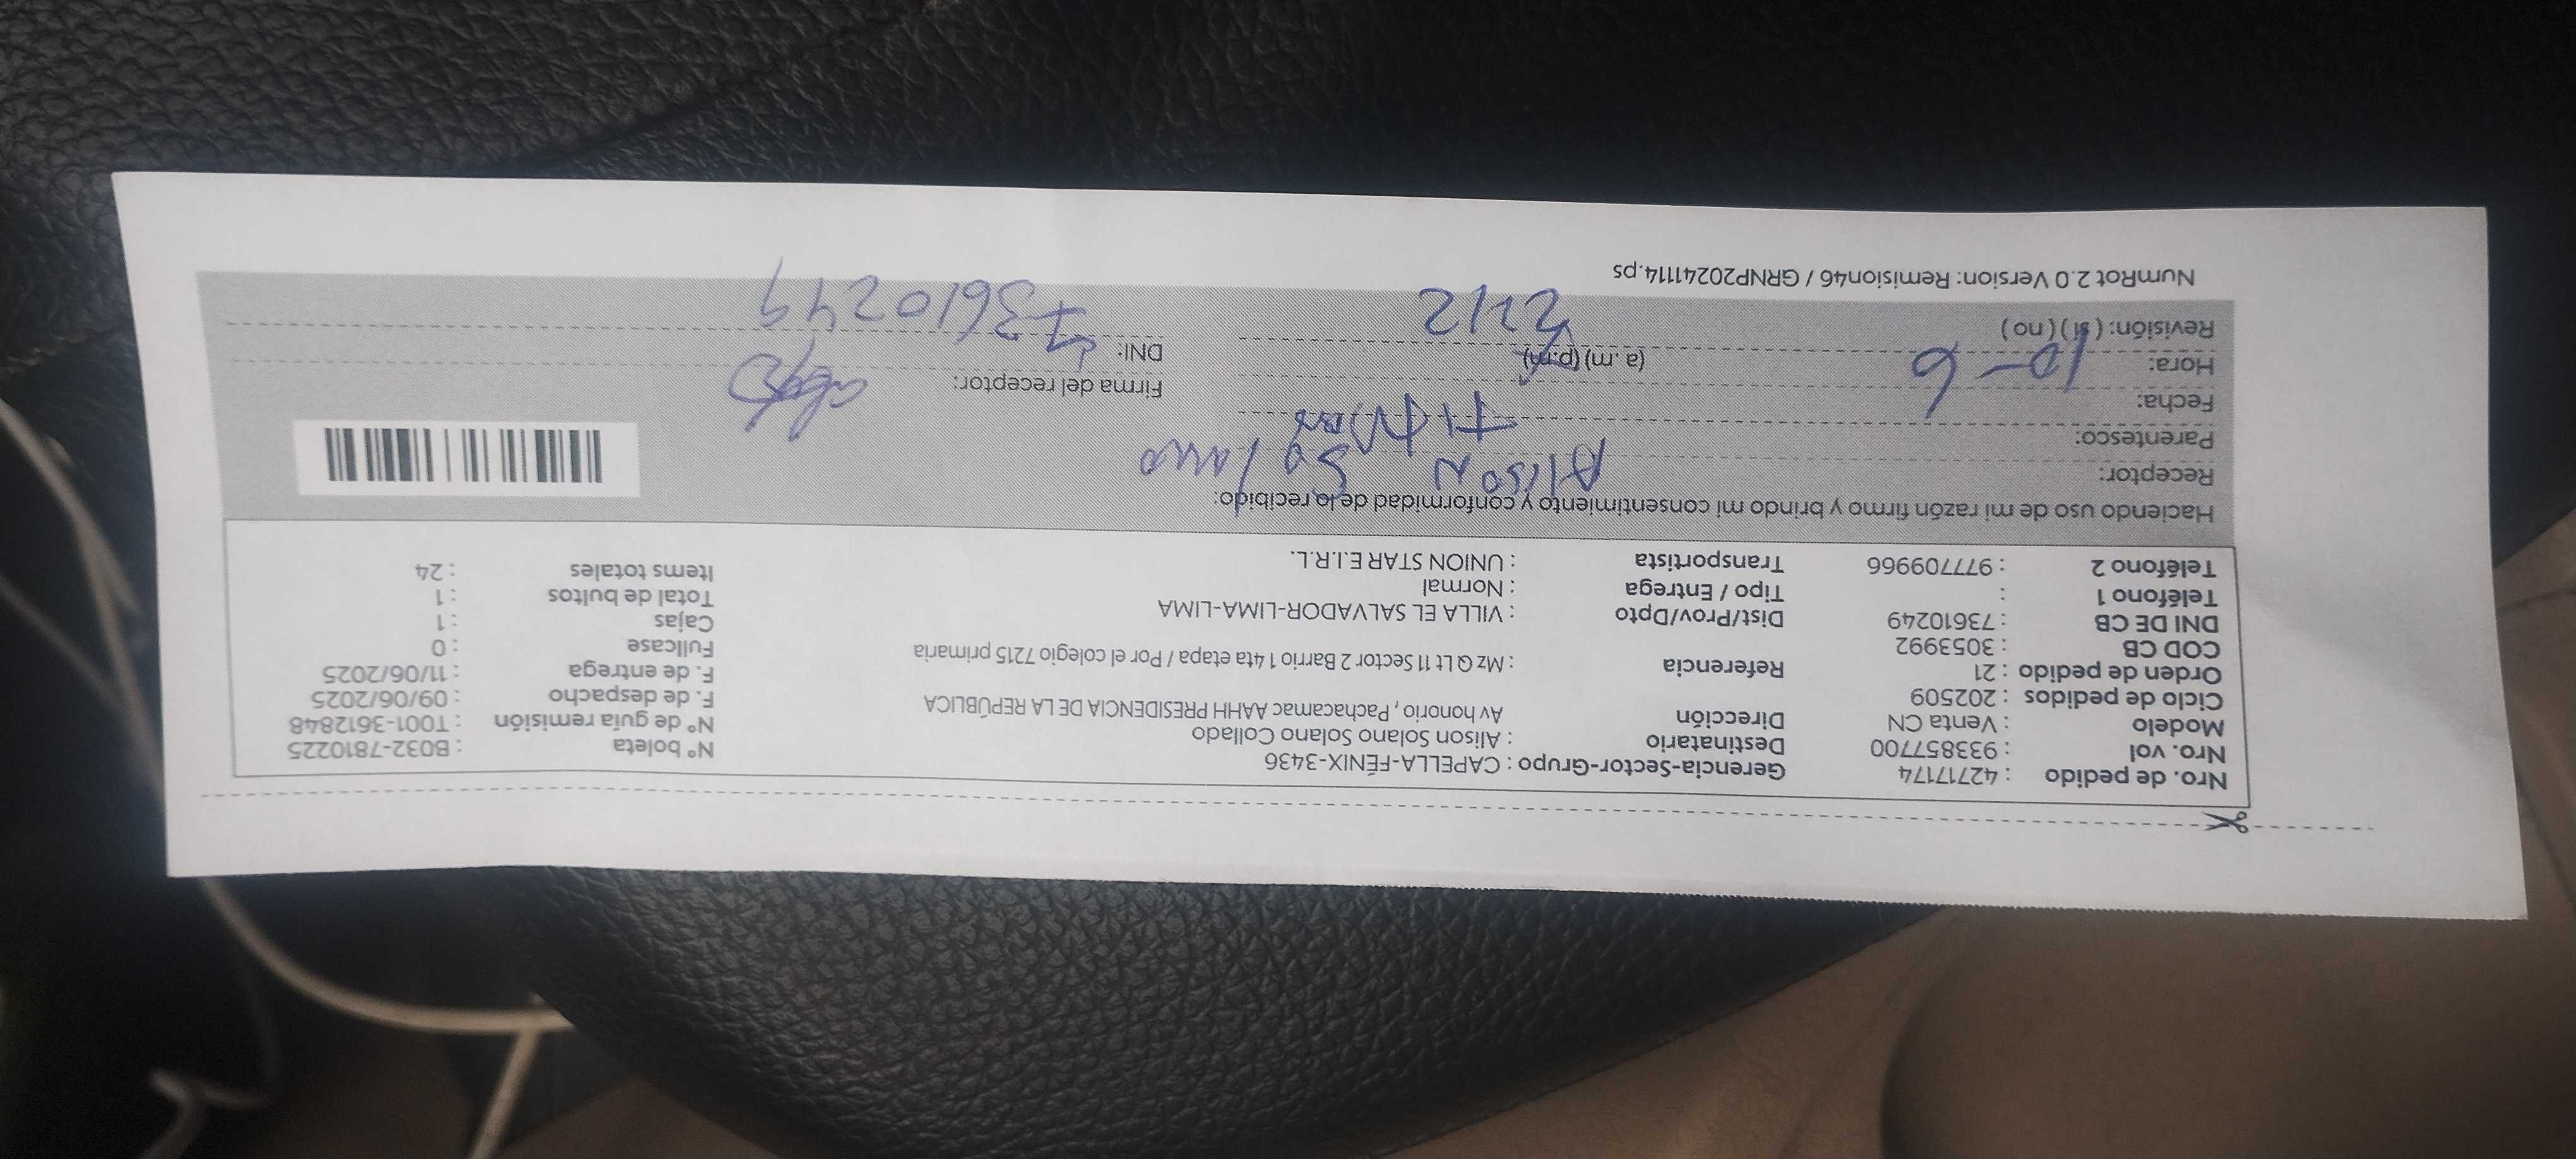 Nro. de pedido : 42717174 Gerencia-Sector-Grupo : CAPELLA-FÉNIX-3436
Nro. vol : 933857700 Destinatario : Alison Solano Solano Collado Nº boleta : B032-7810225
Modelo : Venta CN Dirección Av honorio , Pachacamac AAHH PRESIDENCIA DE LA REPÚBLICA Nº de guía remisión : T001-3612848
Ciclo de pedidos : 202509 F. de despacho : 09/06/2025
Orden de pedido : 21 Referencia : Mz Q Lt 11 Sector 2 Barrio 1 4ta etapa / Por el colegio 7215 primaria F. de entrega : 11/06/2025
COD CB : 3053992 Fullcase : 0
DNI DE CB : 73610249 Dist/Prov/Dpto : VILLA EL SALVADOR-LIMA-LIMA Cajas : 1
Teléfono 1 : Tipo / Entrega : Normal Total de bultos : 1
Teléfono 2 : 977709966 Transportista : UNION STAR E.I.R.L. Items totales : 24
Haciendo uso de mi razón firmo y brindo mi consentimiento y conformidad de lo recibido:
Receptor: Alison Solano
Parentesco:
Fecha: 10-6 Firma del receptor:
Hora: (a.m) (p.m) DNI: 73610249
Revisión: ( si ) ( no )
NumRot 2.0 Version: Remision46 / GRNP20241114.ps